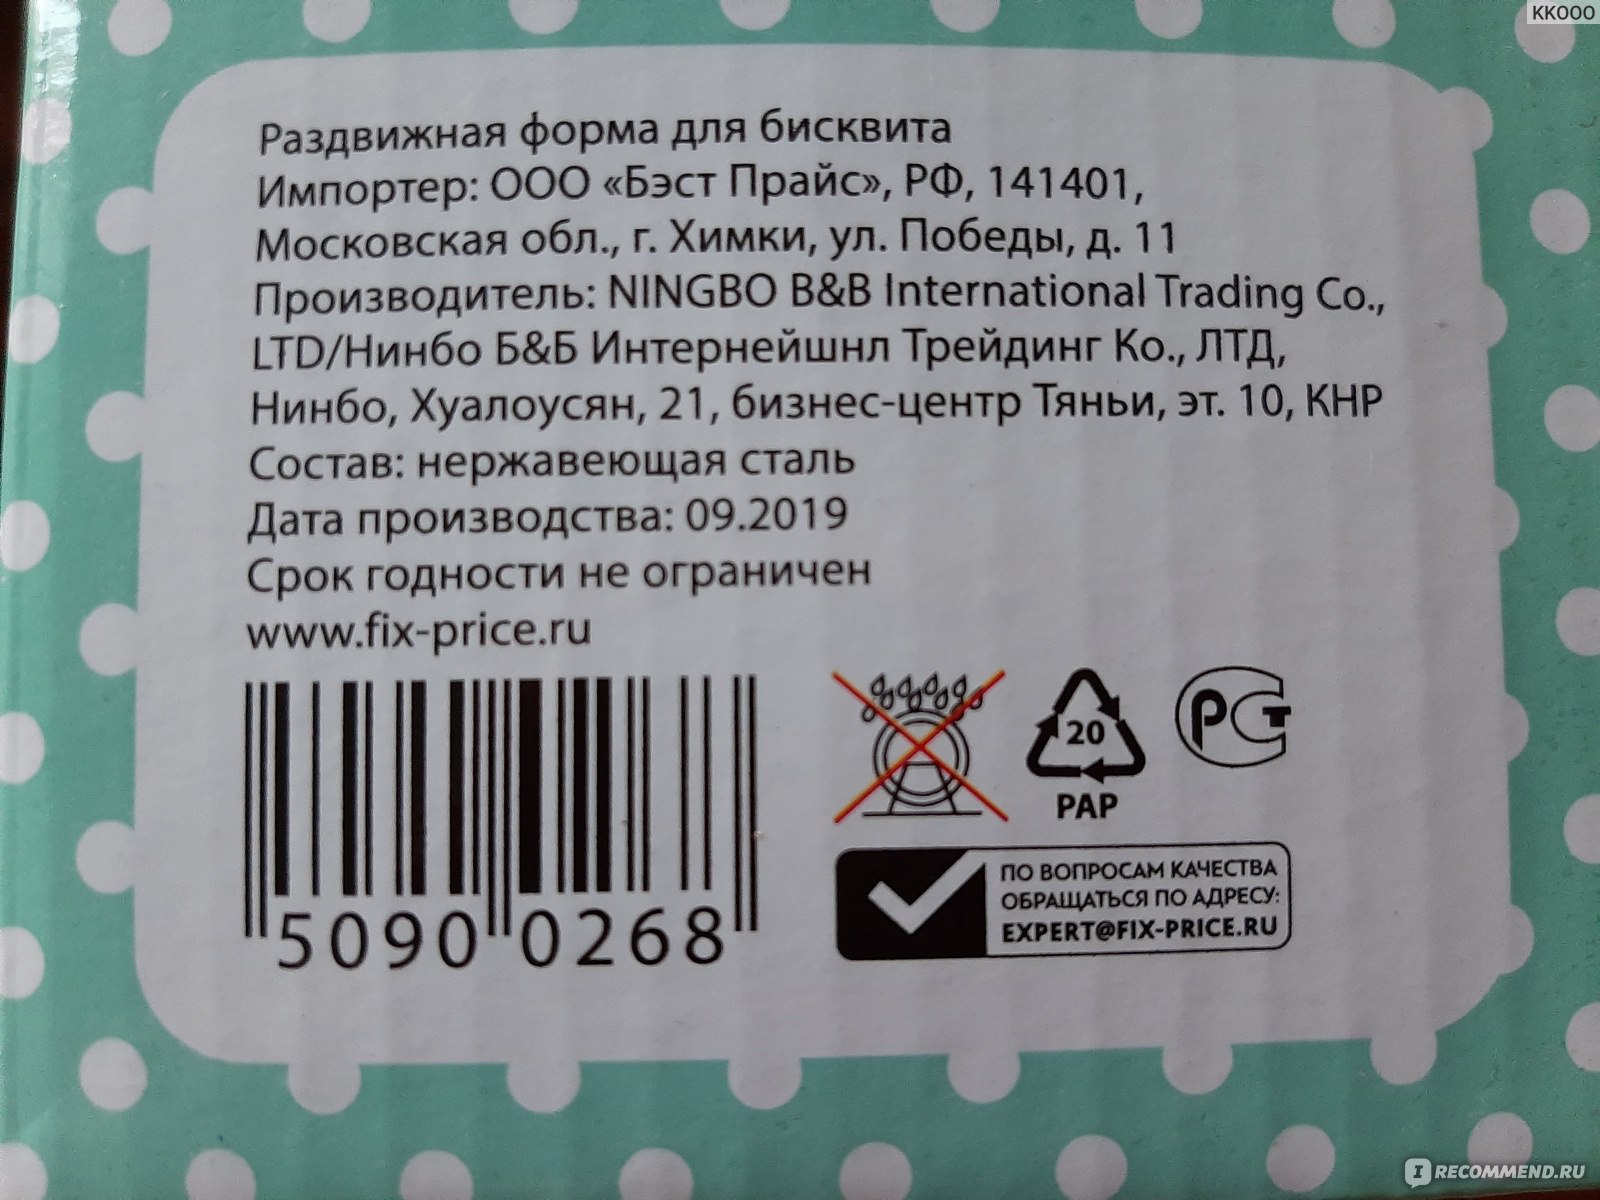 KKOOO
Раздвижная форма для бисквита
Импортер: ООО «Бэст Прайс», РФ, 141401,
Московская обл., г. Химки, ул. Победы, д. 11
Производитель: NINGBO B&B International Trading Co.,
LTD/Нинбо Б&Б Интернейшнл Трейдинг Ко., ЛТД,
Нинбо, Хуалоусян, 21, бизнес-центр Тяньи, эт. 10, КНР
Состав: нержавеющая сталь
Дата производства: 09.2019
Срок годности не ограничен
www.fix-price.ru
5090 0268
20
PAP
РСТ
ПО ВОПРОСАМ КАЧЕСТВА
ОБРАЩАТЬСЯ ПО АДРЕСУ:
EXPERT@FIX-PRICE.RU
I RECOMMEND.RU